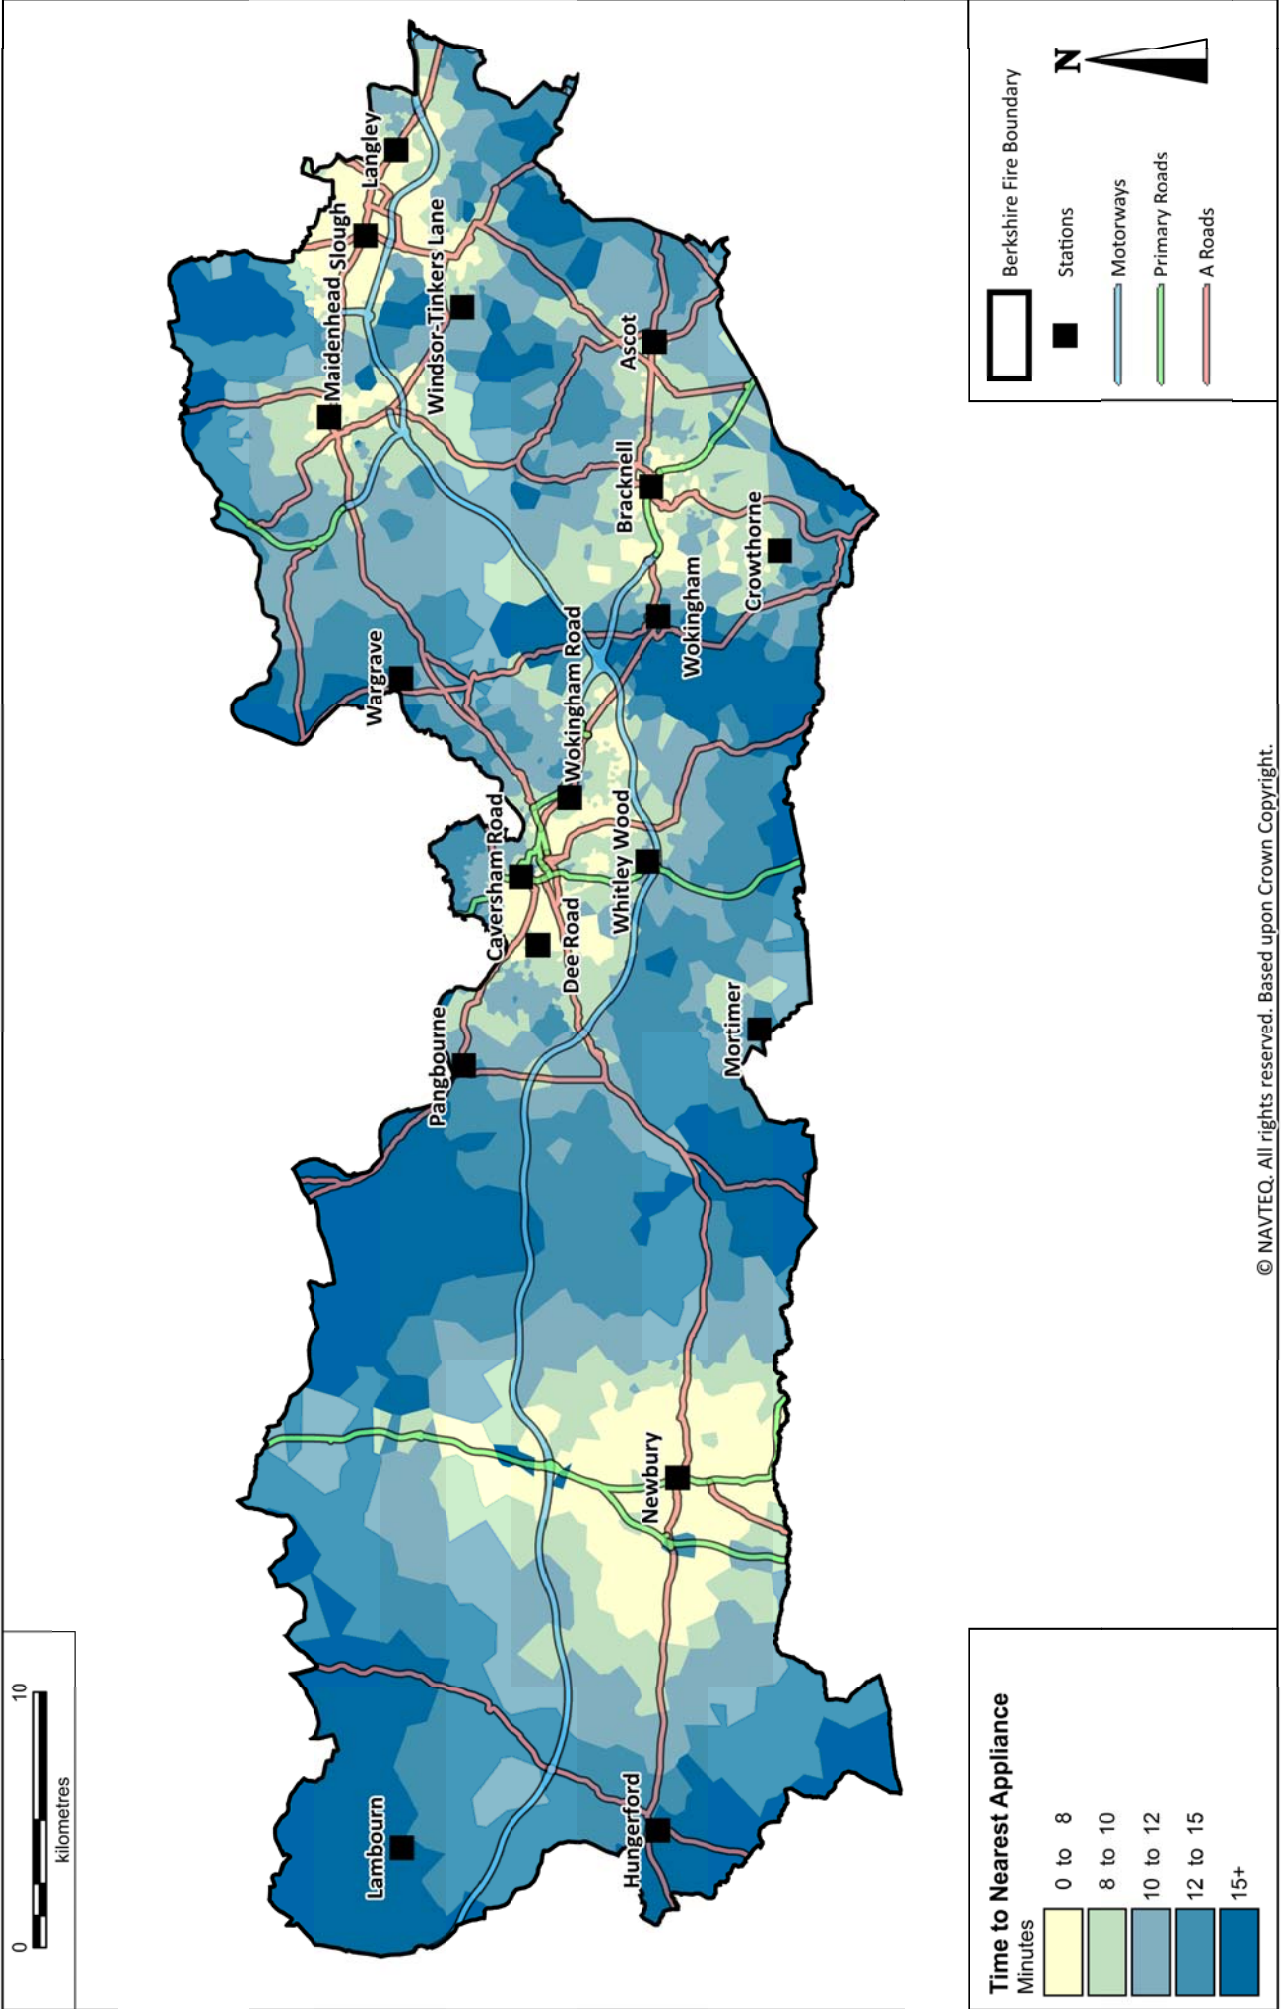 0
10
kilometres
Lambourn
Hungerford
Newbury
Pangbourne
Mortimer
Caversham Road
Dee Road
Whitley Wood
Wokingham Road
Wargrave
Wokingham
Crowthorne
Bracknell
Ascot
Maidenhead
Slough
Windsor-Tinkers Lane
Langley
Time to Nearest Appliance
Minutes
0 to 8
8 to 10
10 to 12
12 to 15
15+
N
Berkshire Fire Boundary
Stations
Motorways
Primary Roads
A Roads
© NAVTEQ. All rights reserved. Based upon Crown Copyright.